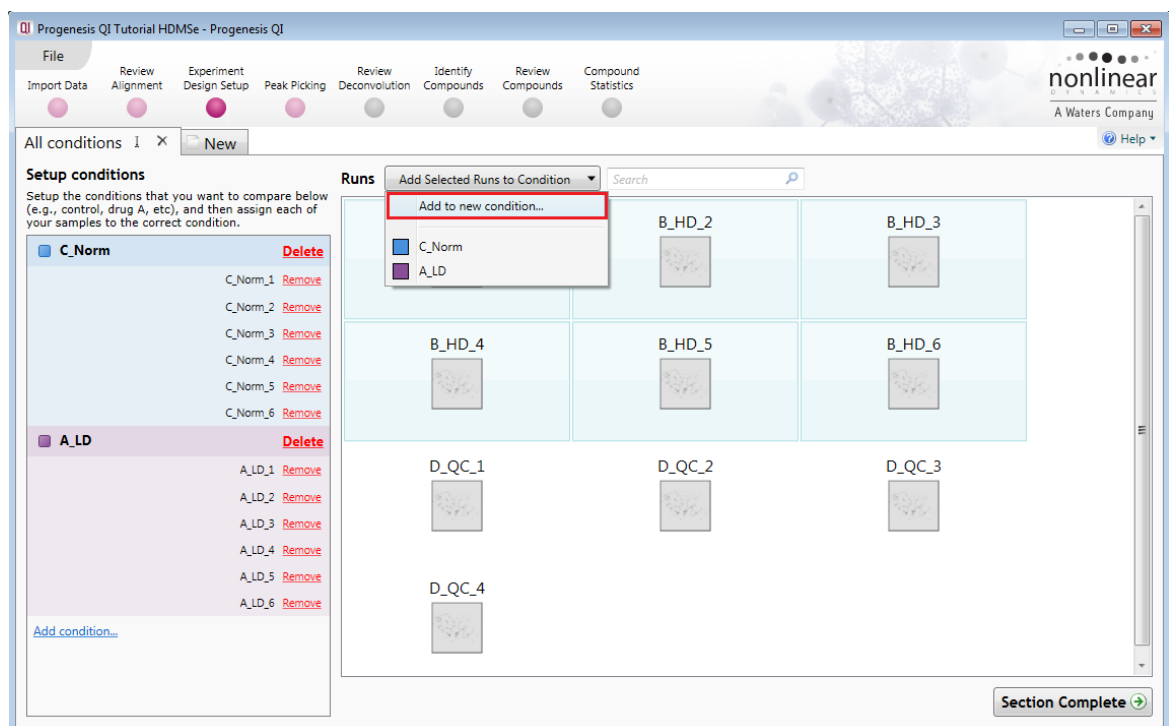 QI Progenesis QI Tutorial HDMSe - Progenesis QI
File
Import Data
Review Alignment
Experiment Design Setup
Peak Picking
Review Deconvolution
Identify Compounds
Review Compounds
Compound Statistics
nonlinear
DYNAMICS
A Waters Company
All conditions
New
Help
Setup conditions
Setup the conditions that you want to compare below
(e.g., control, drug A, etc), and then assign each of
your samples to the correct condition.
C_Norm Delete
C_Norm_1 Remove
C_Norm_2 Remove
C_Norm_3 Remove
C_Norm_4 Remove
C_Norm_5 Remove
C_Norm_6 Remove
A_LD Delete
A_LD_1 Remove
A_LD_2 Remove
A_LD_3 Remove
A_LD_4 Remove
A_LD_5 Remove
A_LD_6 Remove
Add condition...
Runs Add Selected Runs to Condition Search
Add to new condition...
C_Norm
A_LD
B_HD_2 B_HD_3
B_HD_4 B_HD_5 B_HD_6
D_QC_1 D_QC_2 D_QC_3
D_QC_4
Section Complete